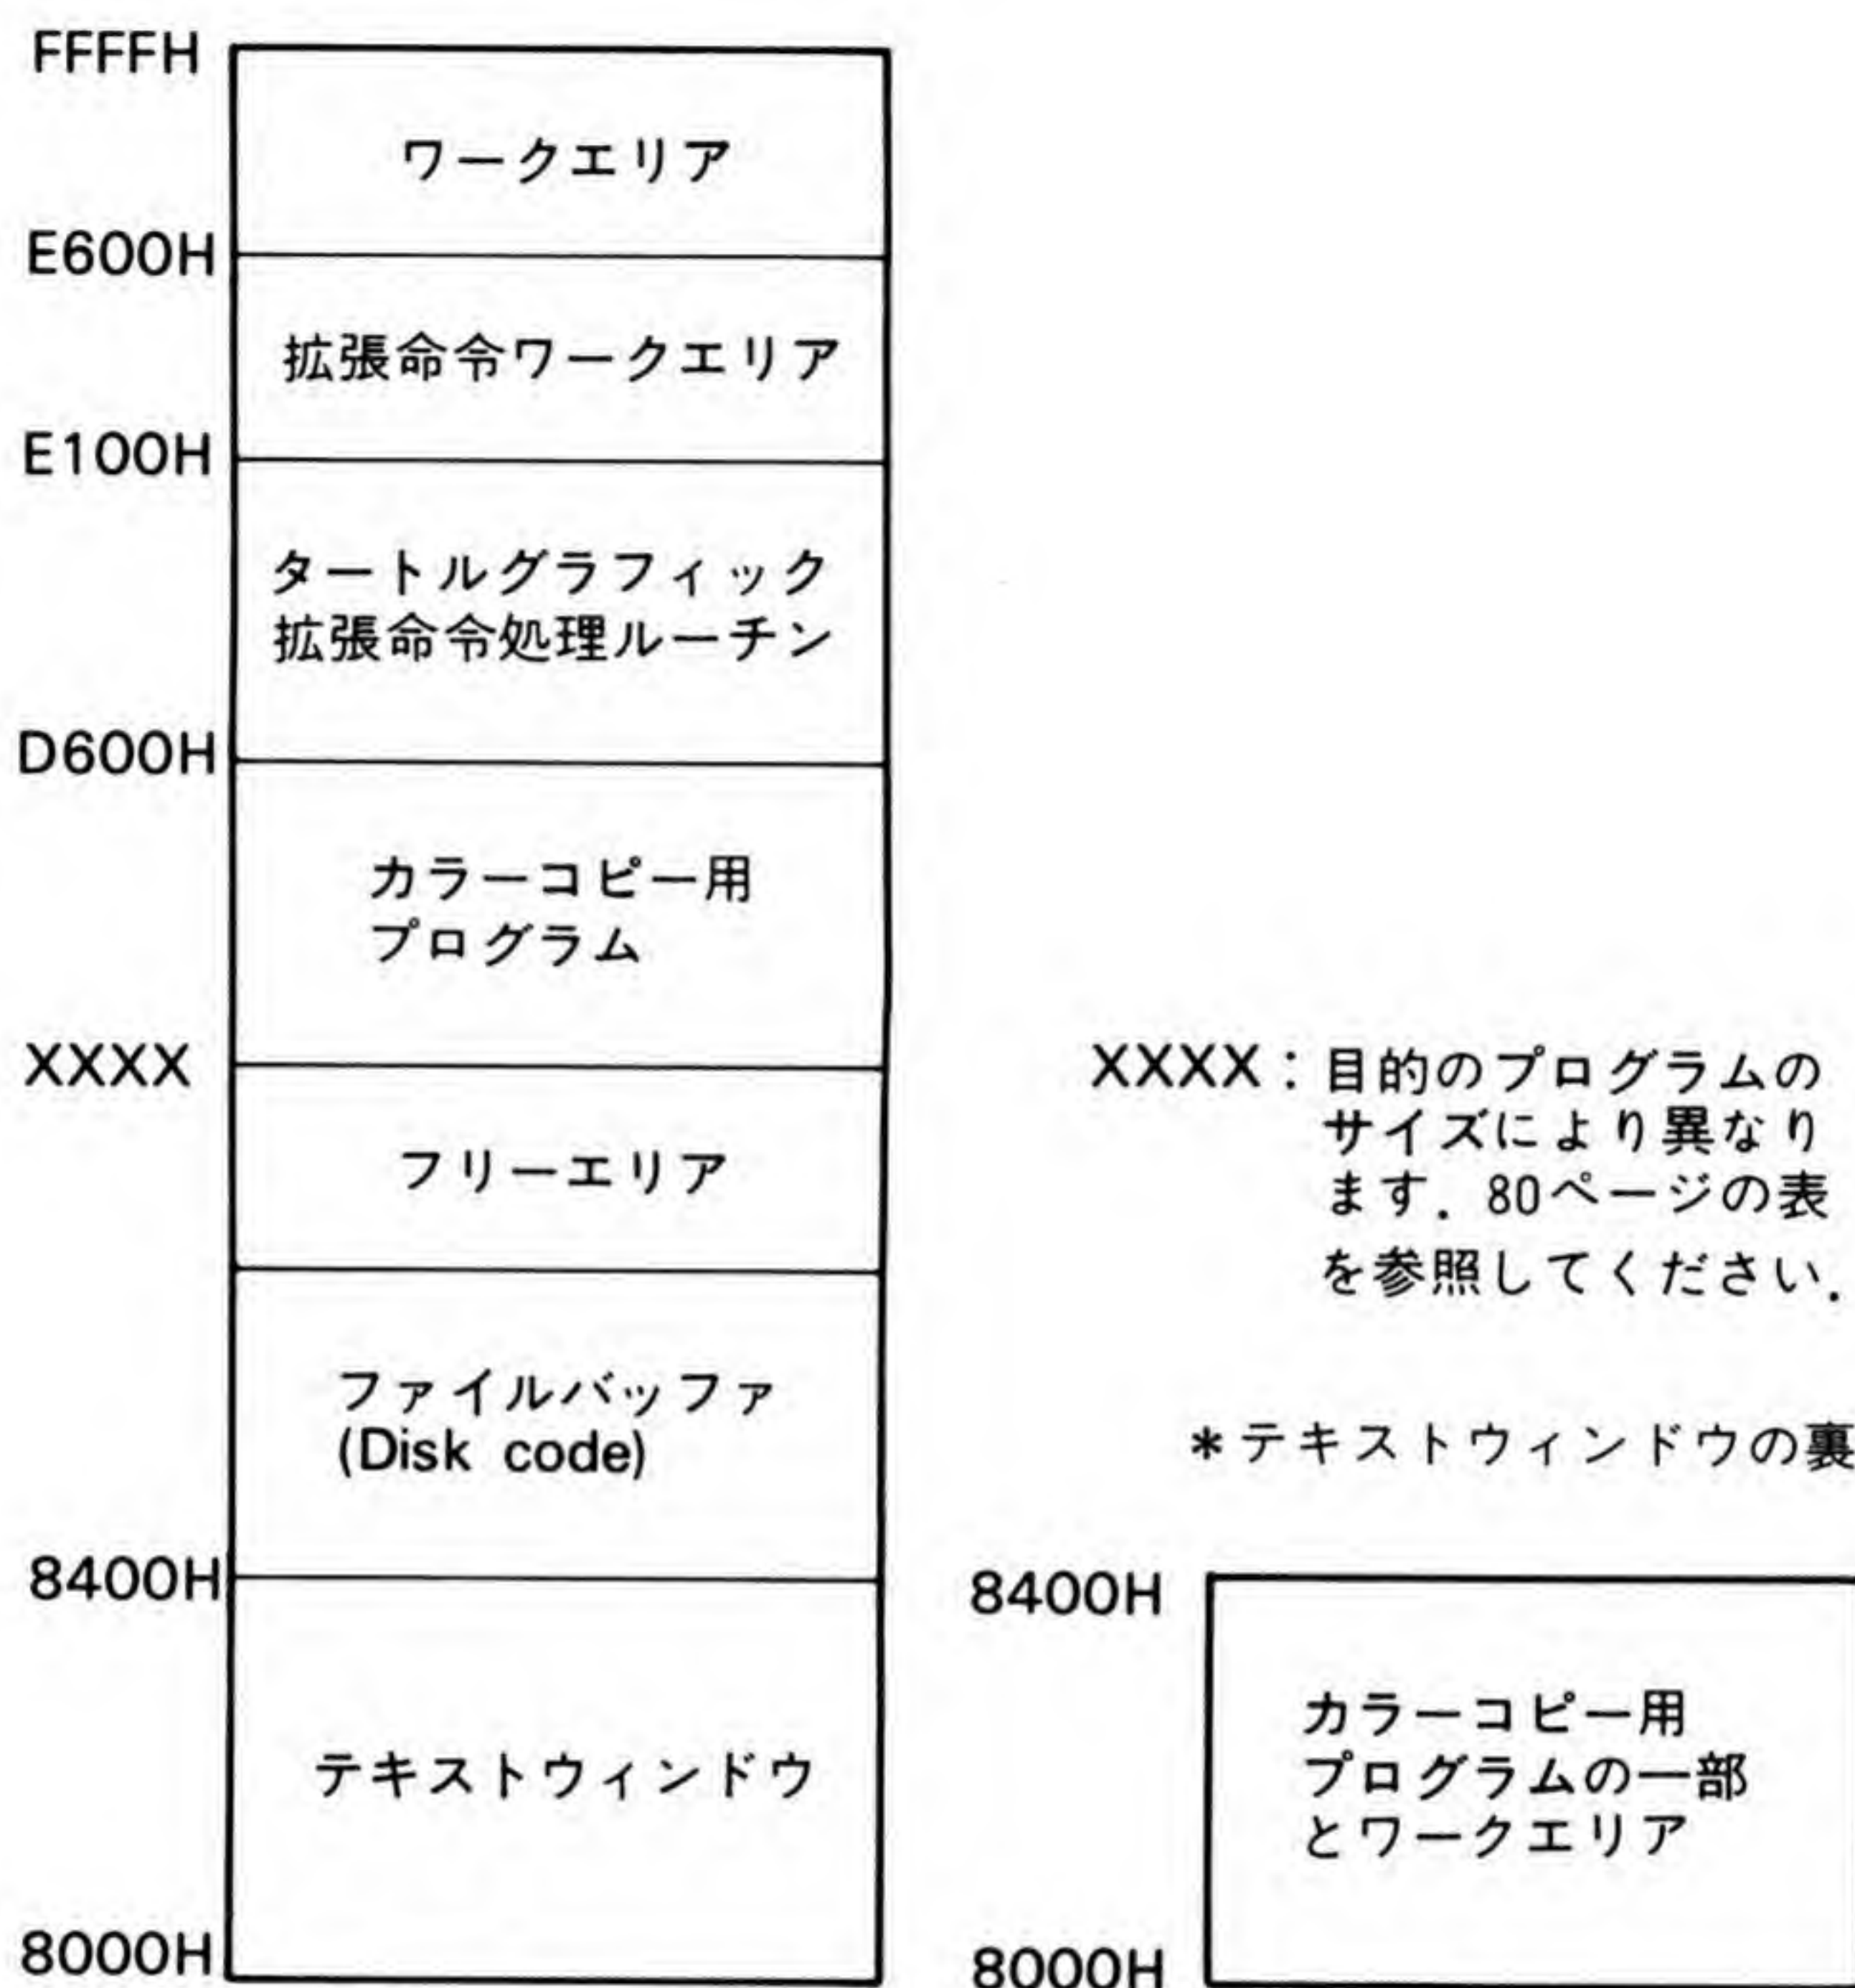 FFFFH
ワークエリア
E600H
拡張命令ワークエリア
E100H
タートルグラフィック
拡張命令処理ルーチン
D600H
カラーコピー用
プログラム
XXXX
フリーエリア
ファイルバッファ
(Disk code)
8400H
テキストウィンドウ
8000H
XXXX：目的のプログラムの
サイズにより異なり
ます．80ページの表
を参照してください．
＊テキストウィンドウの裏
8400H
カラーコピー用
プログラムの一部
とワークエリア
8000H